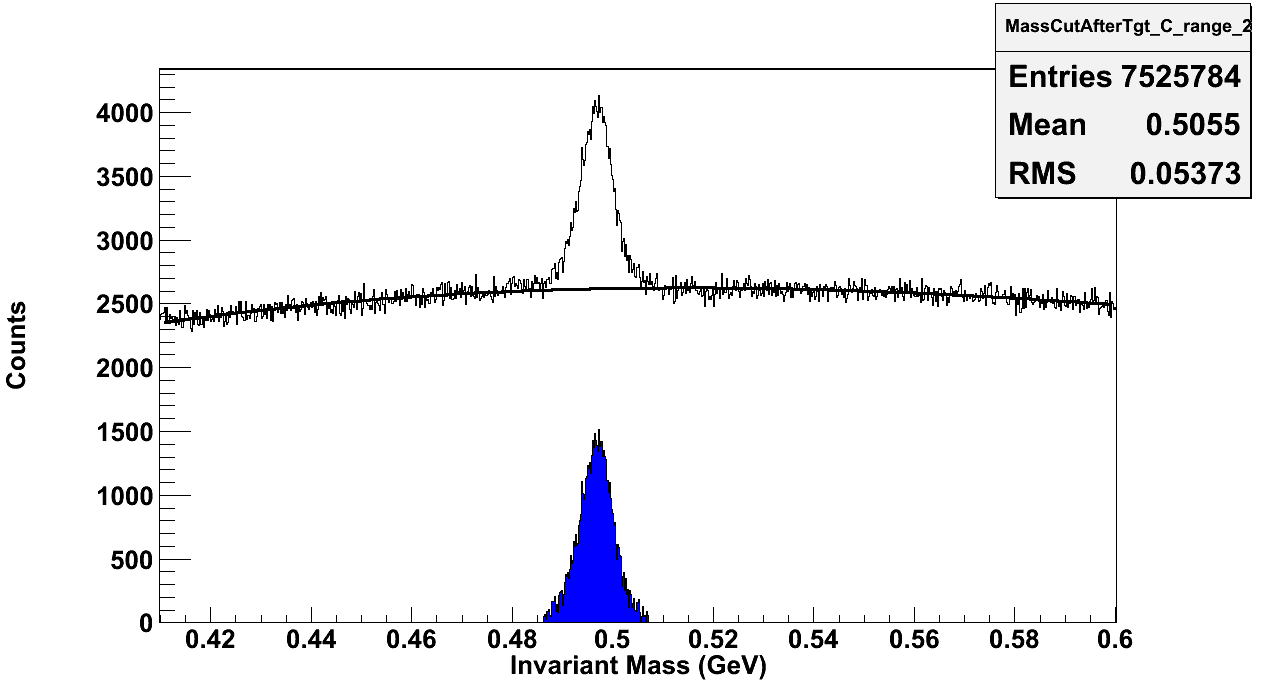 MassCutAfterTgt_C_range_2
Entries 7525784
Mean 0.5055
RMS 0.05373
4000
3500
3000
2500
2000
1500
1000
500
0
Counts
0.42 0.44 0.46 0.48 0.5 0.52 0.54 0.56 0.58 0.6
Invariant Mass (GeV)